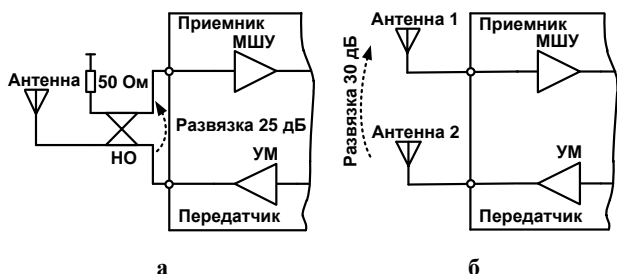 Приемник
МШУ
Антенна
50 Ом
Развязка 25 дБ
НО
УМ
Передатчик
а
Антенна 1
Приемник
МШУ
Развязка 30 дБ
Антенна 2
УМ
Передатчик
б